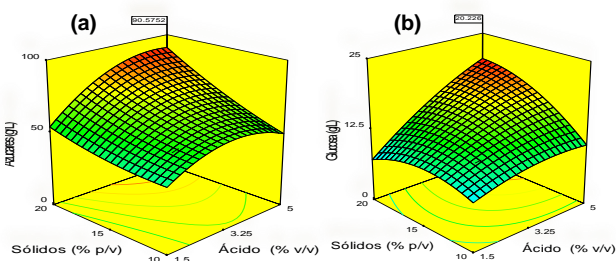 (a)
90.5752
100
50
0
Azúcares (g/L)
20
15
10
Sólidos (% p/v)
1.5
3.25
5
Ácido (% v/v)
(b)
20.226
25
12.5
0
Glucosa (g/L)
20
15
10
Sólidos (% p/v)
1.5
3.25
5
Ácido (% v/v)